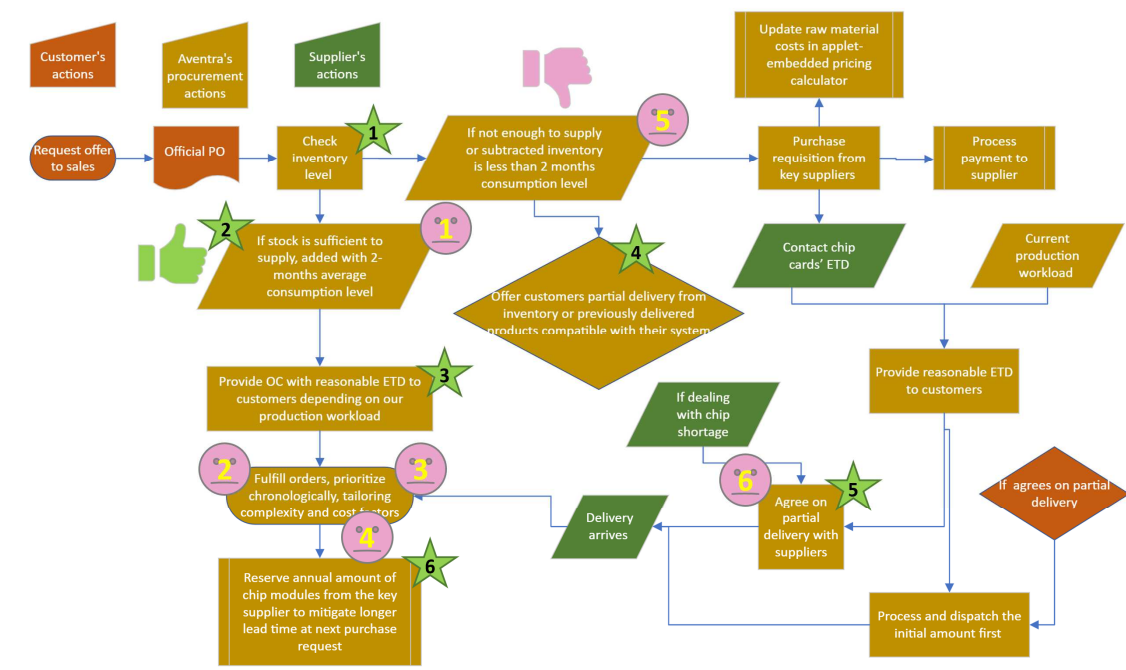 Customer's
actions
Aventra's
procurement
actions
Supplier's
actions
Update raw material
costs in applet-
embedded pricing
calculator
Request offer
to sales
Official PO
Check
inventory
level
1
If not enough to supply
or subtracted inventory
is less than 2 months
consumption level
5
Purchase
requisition from
key suppliers
Process
payment to
supplier
2
If stock is sufficient to
supply, added with 2-
months average
consumption level
1
4
Offer customers partial delivery from
inventory or previously delivered
products compatible with their system
Contact chip
cards' ETD
Current
production
workload
Provide OC with reasonable ETD to
customers depending on our
production workload
3
If dealing
with chip
shortage
Provide reasonable ETD
to customers
2
3
Fulfill orders, prioritize
chronologically, tailoring
complexity and cost factors
4
Delivery
arrives
6
5
Agree on
partial
delivery with
suppliers
If agrees on partial
delivery
6
Reserve annual amount of
chip modules from the key
supplier to mitigate longer
lead time at next purchase
request
Process and dispatch the
initial amount first